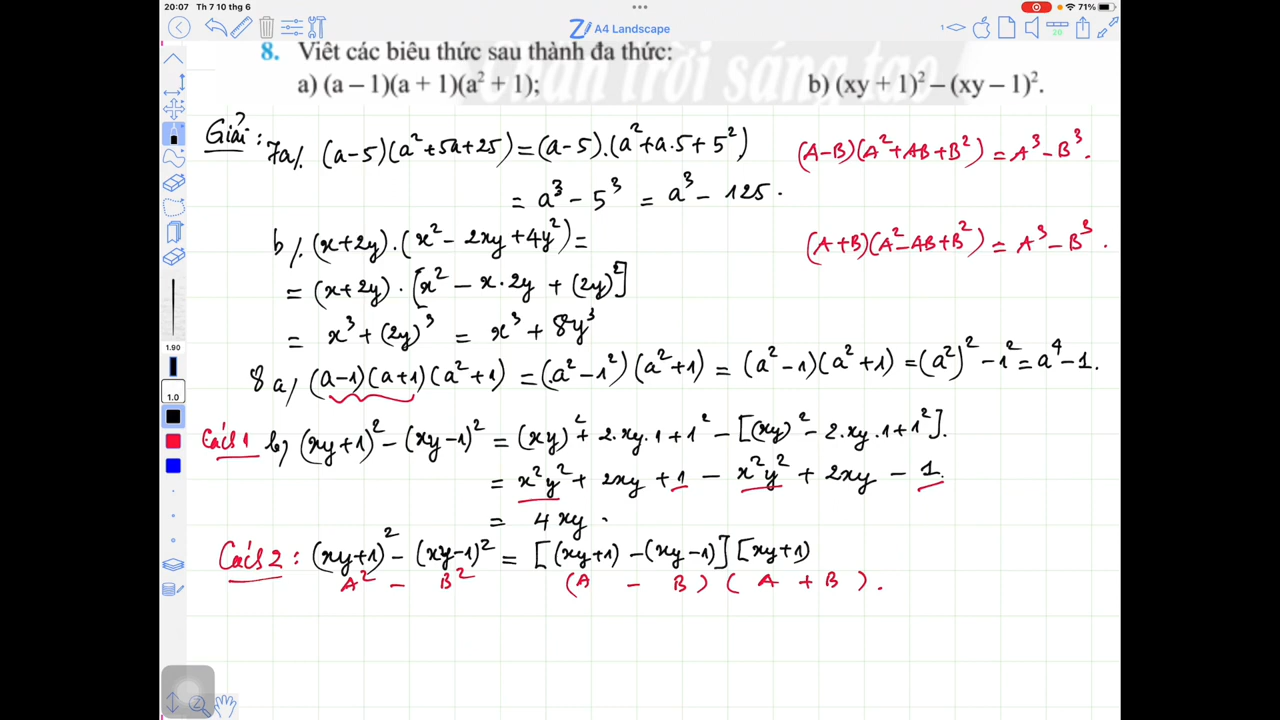 20:07 Th 7 10 thg 6
71%
A4 Landscape
20
8. Viết các biểu thức sau thành đa thức:
a) (a – 1)(a + 1)(a² + 1); b) (xy + 1)² – (xy – 1)².
Chân trời sáng tạo
Giải: 7a/. (a-5)(a²+5a+25) = (a-5).(a²+a.5+5²) (A-B)(A²+AB+B²) = A³-B³.
= a³ - 5³ = a³ - 125.
b/. (x+2y).(x²- 2xy+4y²) = (A+B)(A²-AB+B²) = A³-B³.
= (x+2y).[x² - x.2y + (2y)²]
= x³ + (2y)³ = x³ + 8y³
1.90
8 a/ (a-1)(a+1)(a²+1) = (a²-1²)(a²+1) = (a²-1)(a²+1) = (a²)²-1² = a⁴-1.
1.0
Cách 1 b) (xy+1)² - (xy-1)² = (xy)² + 2.xy.1+1² - [(xy)² - 2.xy.1+1²].
= x²y² + 2xy + 1 - x²y² + 2xy - 1.
= 4xy.
Cách 2: (xy+1)² - (xy-1)² = [(xy+1) -(xy-1)] [xy+1)
A² - B² (A - B) ( A + B ).